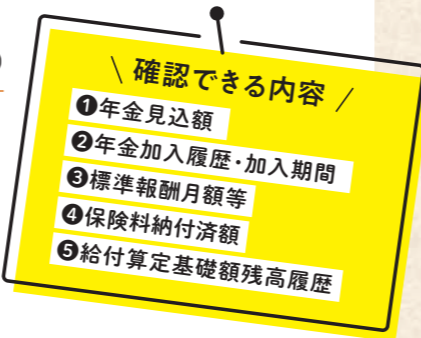 \ 確認できる内容 /
❶年金見込額
❷年金加入履歴・加入期間
❸標準報酬月額等
❹保険料納付済額
❺給付算定基礎額残高履歴